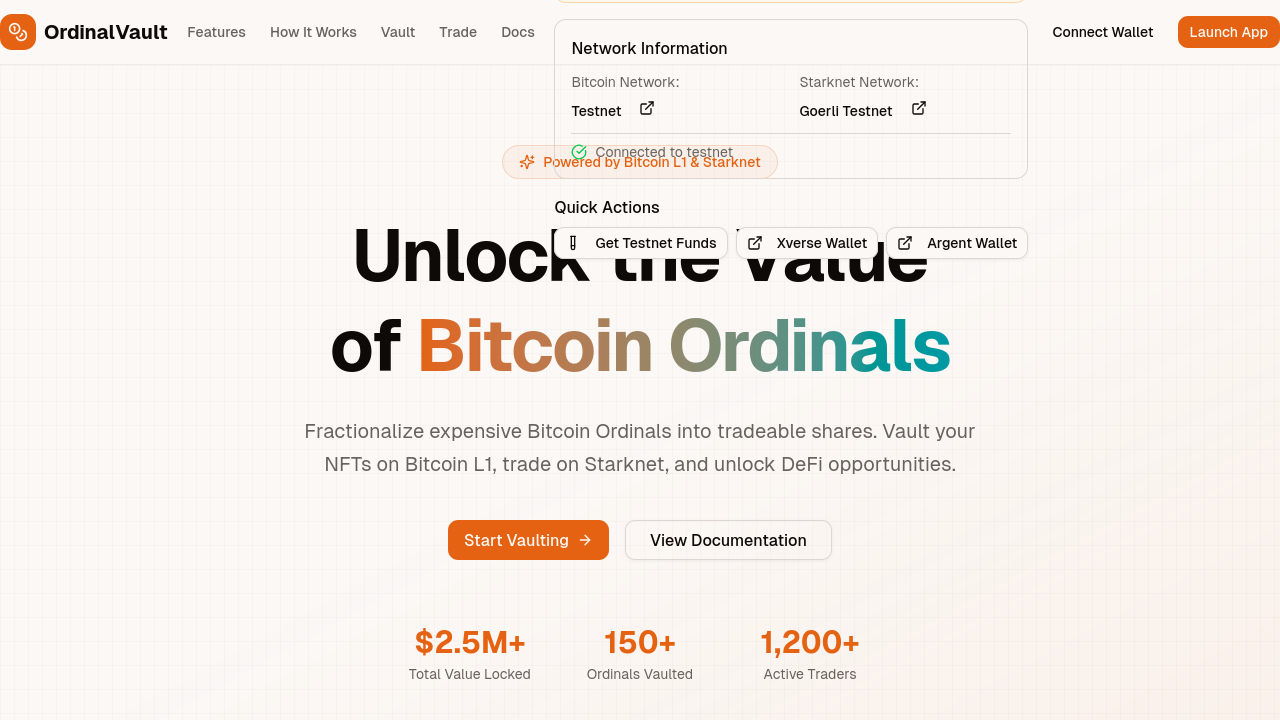 OrdinalVault
Features
How It Works
Vault
Trade
Docs
Connect Wallet
Launch App
Network Information
Bitcoin Network:
Starknet Network:
Testnet
Goerli Testnet
Connected to testnet
Powered by Bitcoin L1 & Starknet
Quick Actions
Get Testnet Funds
Xverse Wallet
Argent Wallet
Unlock the Value
of Bitcoin Ordinals
Fractionalize expensive Bitcoin Ordinals into tradeable shares. Vault your
NFTs on Bitcoin L1, trade on Starknet, and unlock DeFi opportunities.
Start Vaulting
View Documentation
$2.5M+
150+
1,200+
Total Value Locked
Ordinals Vaulted
Active Traders